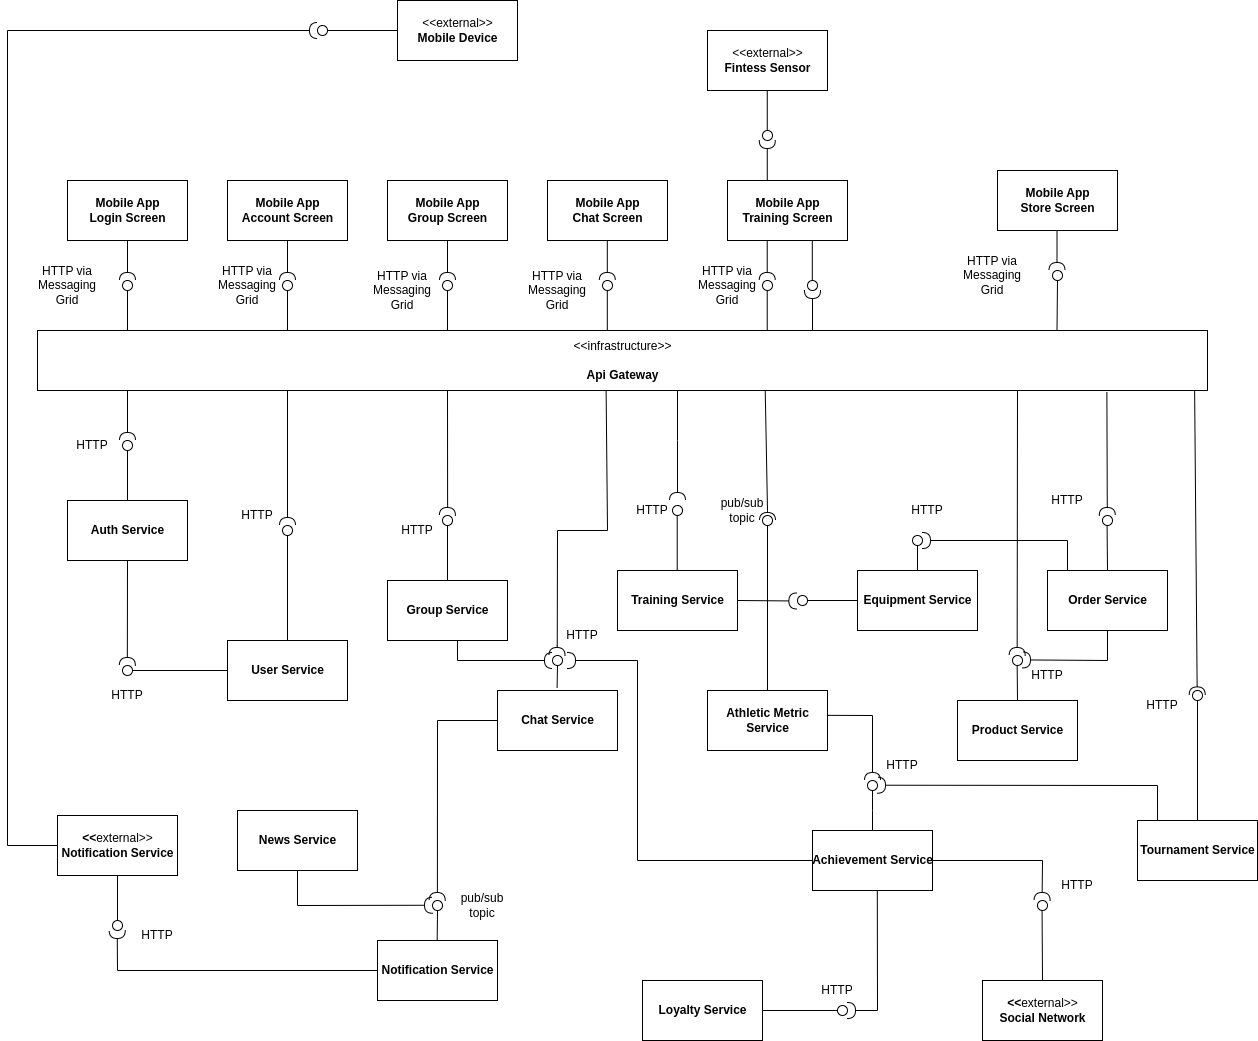 <<external>>
Mobile Device
<<external>>
Fintess Sensor
Mobile App
Login Screen
Mobile App
Account Screen
Mobile App
Group Screen
Mobile App
Chat Screen
Mobile App
Training Screen
Mobile App
Store Screen
HTTP via
Messaging
Grid
HTTP via
Messaging
Grid
HTTP via
Messaging
Grid
HTTP via
Messaging
Grid
HTTP via
Messaging
Grid
HTTP via
Messaging
Grid
<<infrastructure>>
Api Gateway
HTTP
HTTP
HTTP
HTTP
pub/sub
topic
HTTP
HTTP
Auth Service
Group Service
Training Service
Equipment Service
Order Service
HTTP
User Service
HTTP
HTTP
Chat Service
Athletic Metric
Service
Product Service
HTTP
HTTP
<<external>>
Notification Service
News Service
Achievement Service
Tournament Service
pub/sub
topic
HTTP
HTTP
Notification Service
HTTP
Loyalty Service
<<external>>
Social Network